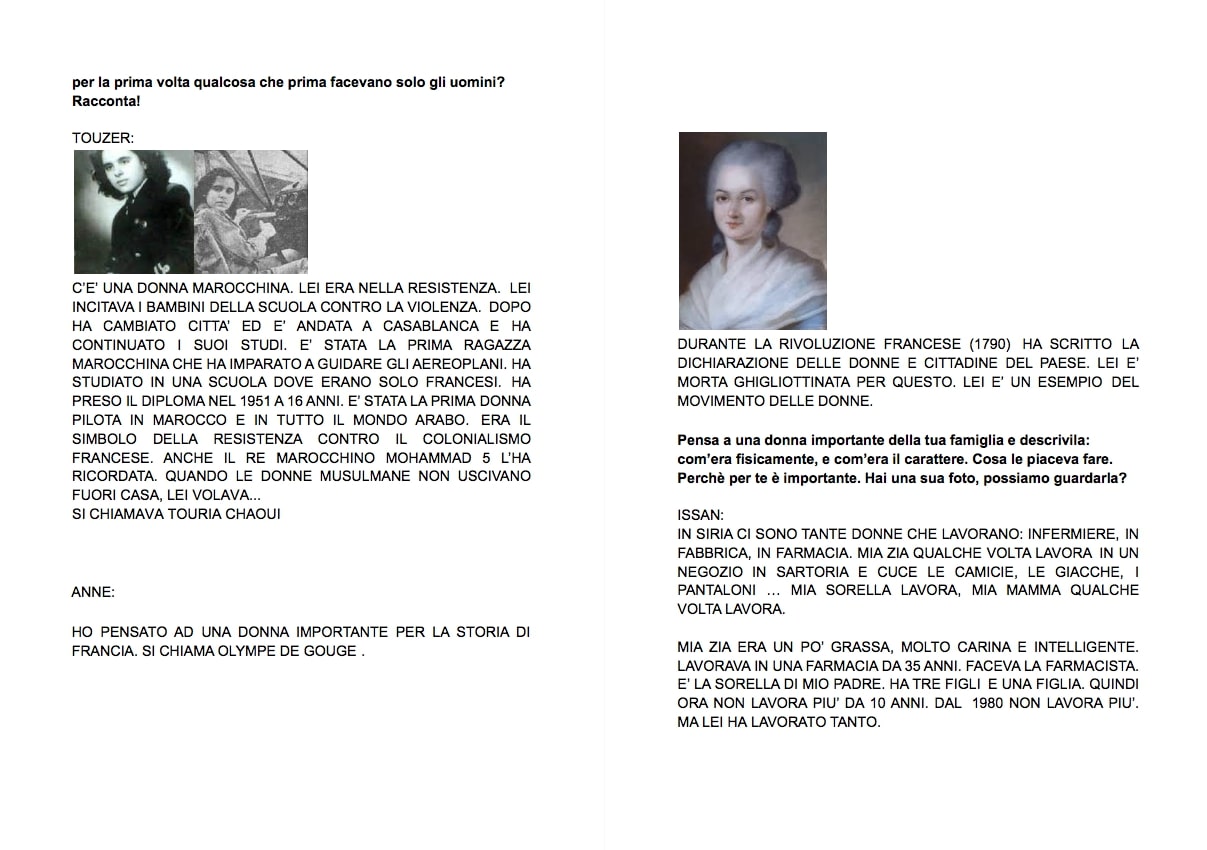 per la prima volta qualcosa che prima facevano solo gli uomini?
Racconta!
TOUZER:
C'E' UNA DONNA MAROCCHINA. LEI ERA NELLA RESISTENZA. LEI
INCITAVA I BAMBINI DELLA SCUOLA CONTRO LA VIOLENZA. DOPO
HA CAMBIATO CITTA' ED E' ANDATA A CASABLANCA E HA
CONTINUATO I SUOI STUDI. E' STATA LA PRIMA RAGAZZA
MAROCCHINA CHE HA IMPARATO A GUIDARE GLI AEREOPLANI. HA
STUDIATO IN UNA SCUOLA DOVE ERANO SOLO FRANCESI. HA
PRESO IL DIPLOMA NEL 1951 A 16 ANNI. E' STATA LA PRIMA DONNA
PILOTA IN MAROCCO E IN TUTTO IL MONDO ARABO. ERA IL
SIMBOLO DELLA RESISTENZA CONTRO IL COLONIALISMO
FRANCESE. ANCHE IL RE MAROCCHINO MOHAMMAD 5 L'HA
RICORDATA. QUANDO LE DONNE MUSULMANE NON USCIVANO
FUORI CASA, LEI VOLAVA...
SI CHIAMAVA TOURIA CHAOUI
ANNE:
HO PENSATO AD UNA DONNA IMPORTANTE PER LA STORIA DI
FRANCIA. SI CHIAMA OLYMPE DE GOUGE .
DURANTE LA RIVOLUZIONE FRANCESE (1790) HA SCRITTO LA
DICHIARAZIONE DELLE DONNE E CITTADINE DEL PAESE. LEI E'
MORTA GHIGLIOTTINATA PER QUESTO. LEI E' UN ESEMPIO DEL
MOVIMENTO DELLE DONNE.
Pensa a una donna importante della tua famiglia e descrivila:
com'era fisicamente, e com'era il carattere. Cosa le piaceva fare.
Perchè per te è importante. Hai una sua foto, possiamo guardarla?
ISSAN:
IN SIRIA CI SONO TANTE DONNE CHE LAVORANO: INFERMIERE, IN
FABBRICA, IN FARMACIA. MIA ZIA QUALCHE VOLTA LAVORA IN UN
NEGOZIO IN SARTORIA E CUCE LE CAMICIE, LE GIACCHE, I
PANTALONI … MIA SORELLA LAVORA, MIA MAMMA QUALCHE
VOLTA LAVORA.
MIA ZIA ERA UN PO' GRASSA, MOLTO CARINA E INTELLIGENTE.
LAVORAVA IN UNA FARMACIA DA 35 ANNI. FACEVA LA FARMACISTA.
E' LA SORELLA DI MIO PADRE. HA TRE FIGLI E UNA FIGLIA. QUINDI
ORA NON LAVORA PIU' DA 10 ANNI. DAL 1980 NON LAVORA PIU'.
MA LEI HA LAVORATO TANTO.